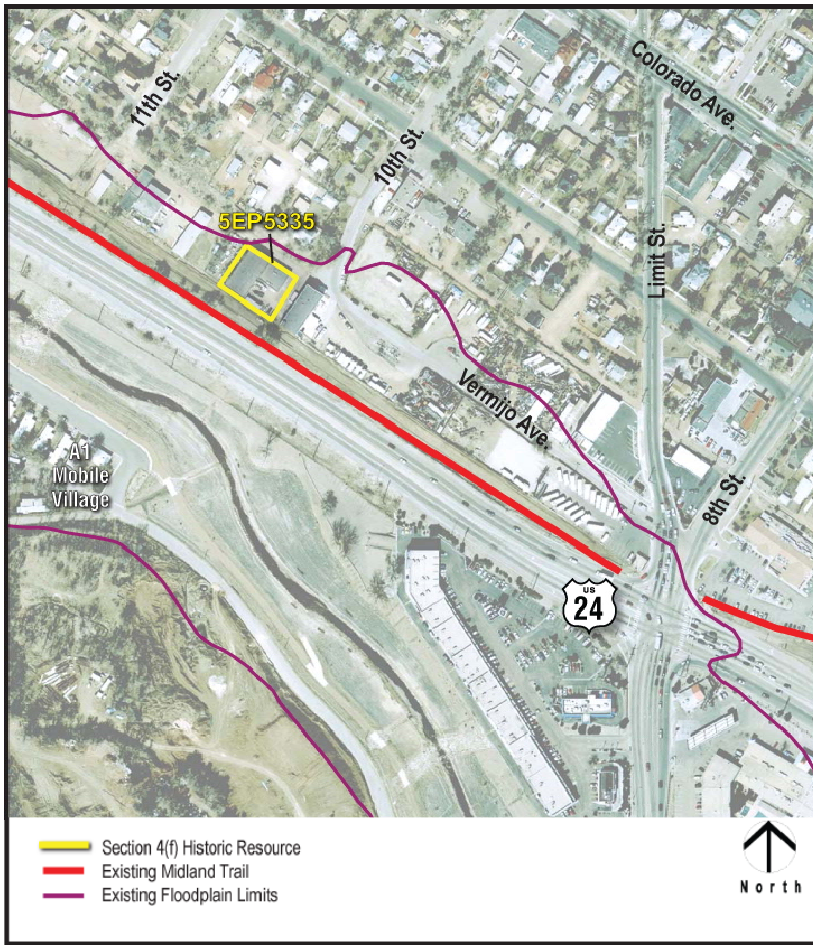 Colorado Ave.
11th St.
10th St.
5EP5335
Limit St.
Vermijo Ave.
A1
Mobile
Village
8th St.
US
24
Section 4(f) Historic Resource
Existing Midland Trail
Existing Floodplain Limits
North